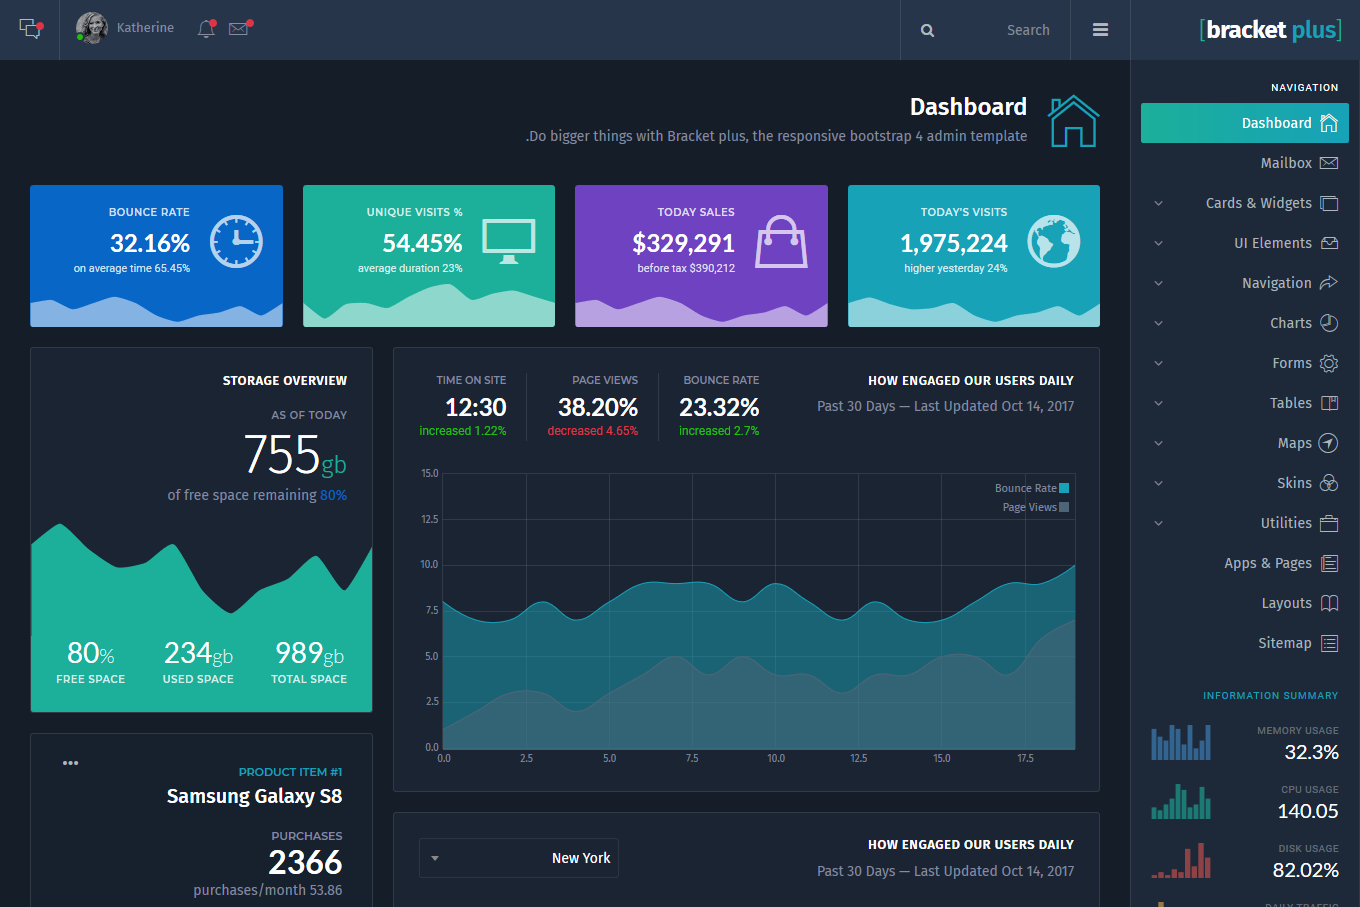 Katherine
Search
[bracket plus]
Dashboard
.Do bigger things with Bracket plus, the responsive bootstrap 4 admin template
BOUNCE RATE
32.16%
on average time 65.45%
UNIQUE VISITS %
54.45%
average duration 23%
TODAY SALES
$329,291
before tax $390,212
TODAY'S VISITS
1,975,224
higher yesterday 24%
STORAGE OVERVIEW
AS OF TODAY
755gb
of free space remaining 80%
80%
FREE SPACE
234gb
USED SPACE
989gb
TOTAL SPACE
TIME ON SITE
12:30
increased 1.22%
PAGE VIEWS
38.20%
decreased 4.65%
BOUNCE RATE
23.32%
increased 2.7%
HOW ENGAGED OUR USERS DAILY
Past 30 Days — Last Updated Oct 14, 2017
Bounce Rate
Page Views
15.0
12.5
10.0
7.5
5.0
2.5
0.0
0.0 2.5 5.0 7.5 10.0 12.5 15.0 17.5
PRODUCT ITEM #1
Samsung Galaxy S8
PURCHASES
2366
purchases/month 53.86
New York
HOW ENGAGED OUR USERS DAILY
Past 30 Days — Last Updated Oct 14, 2017
NAVIGATION
Dashboard
Mailbox
Cards & Widgets
UI Elements
Navigation
Charts
Forms
Tables
Maps
Skins
Utilities
Apps & Pages
Layouts
Sitemap
INFORMATION SUMMARY
MEMORY USAGE
32.3%
CPU USAGE
140.05
DISK USAGE
82.02%
DAILY TRAFFIC